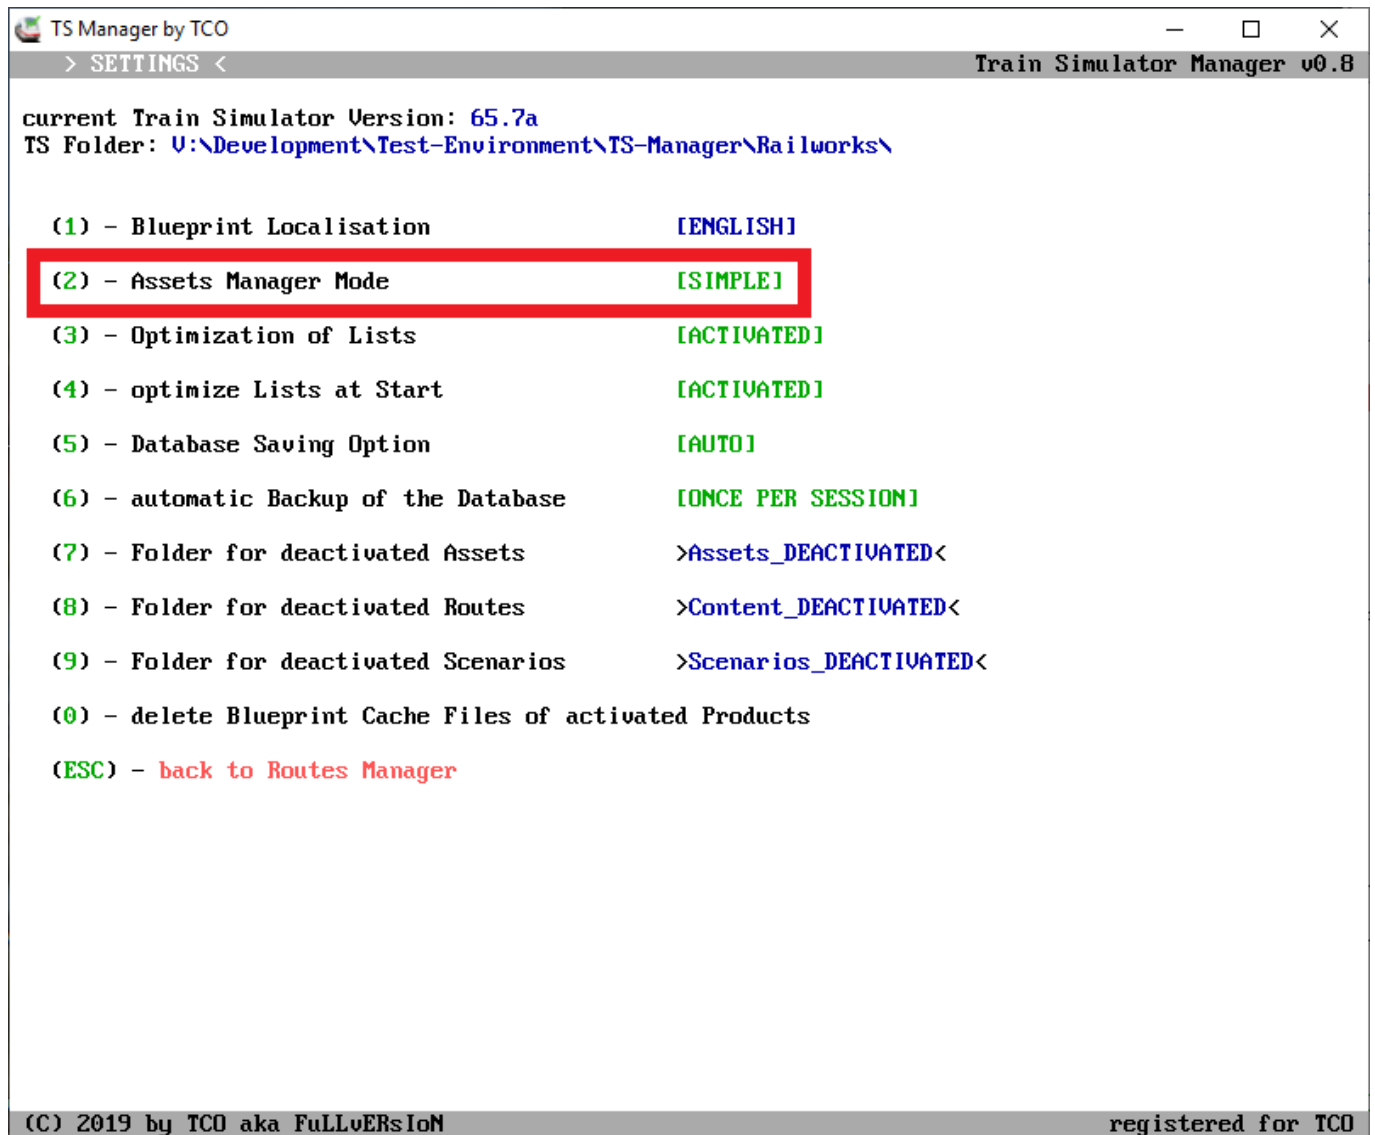 TS Manager by TCO
> SETTINGS < Train Simulator Manager v0.8
current Train Simulator Version: 65.7a
TS Folder: V:\Development\Test-Environment\TS-Manager\Railworks\
(1) - Blueprint Localisation [ENGLISH]
(2) - Assets Manager Mode [SIMPLE]
(3) - Optimization of Lists [ACTIVATED]
(4) - optimize Lists at Start [ACTIVATED]
(5) - Database Saving Option [AUTO]
(6) - automatic Backup of the Database [ONCE PER SESSION]
(7) - Folder for deactivated Assets >Assets_DEACTIVATED<
(8) - Folder for deactivated Routes >Content_DEACTIVATED<
(9) - Folder for deactivated Scenarios >Scenarios_DEACTIVATED<
(0) - delete Blueprint Cache Files of activated Products
(ESC) - back to Routes Manager
(C) 2019 by TCO aka FuLLvERsIoN registered for TCO